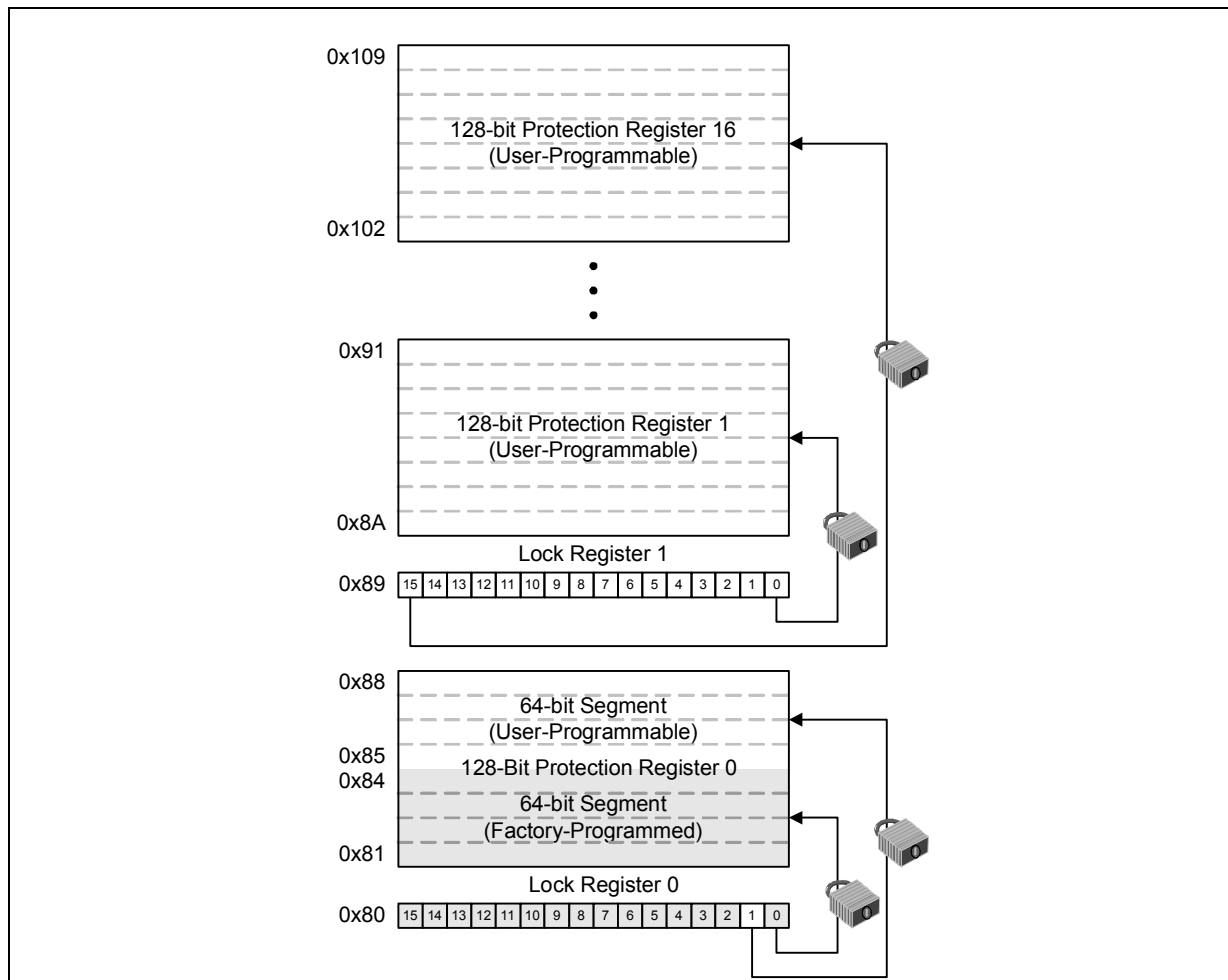 0x109
128-bit Protection Register 16
(User-Programmable)
0x102
0x91
128-bit Protection Register 1
(User-Programmable)
0x8A
Lock Register 1
0x89 15 14 13 12 11 10 9 8 7 6 5 4 3 2 1 0
0x88
64-bit Segment
(User-Programmable)
0x85
128-Bit Protection Register 0
0x84
64-bit Segment
(Factory-Programmed)
0x81
Lock Register 0
0x80 15 14 13 12 11 10 9 8 7 6 5 4 3 2 1 0